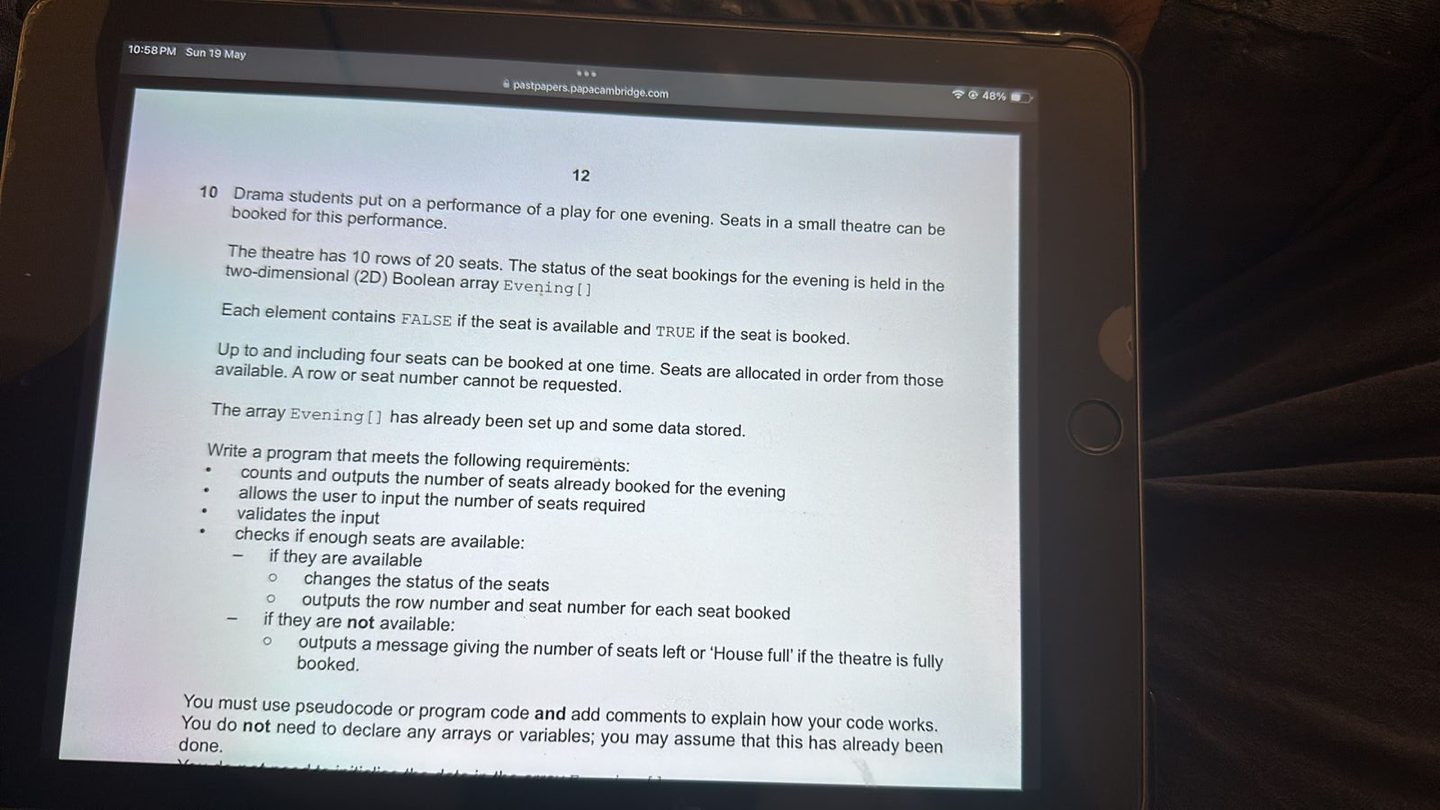 10:58 PM Sun 19 May
pastpapers.papacambridge.com
48%
12
10 Drama students put on a performance of a play for one evening. Seats in a small theatre can be
booked for this performance.
The theatre has 10 rows of 20 seats. The status of the seat bookings for the evening is held in the
two-dimensional (2D) Boolean array Evening[]
Each element contains FALSE if the seat is available and TRUE if the seat is booked.
Up to and including four seats can be booked at one time. Seats are allocated in order from those
available. A row or seat number cannot be requested.
The array Evening[] has already been set up and some data stored.
Write a program that meets the following requirements:
• counts and outputs the number of seats already booked for the evening
• allows the user to input the number of seats required
• validates the input
• checks if enough seats are available:
– if they are available
o changes the status of the seats
o outputs the row number and seat number for each seat booked
– if they are not available:
o outputs a message giving the number of seats left or 'House full' if the theatre is fully
booked.
You must use pseudocode or program code and add comments to explain how your code works.
You do not need to declare any arrays or variables; you may assume that this has already been
done.